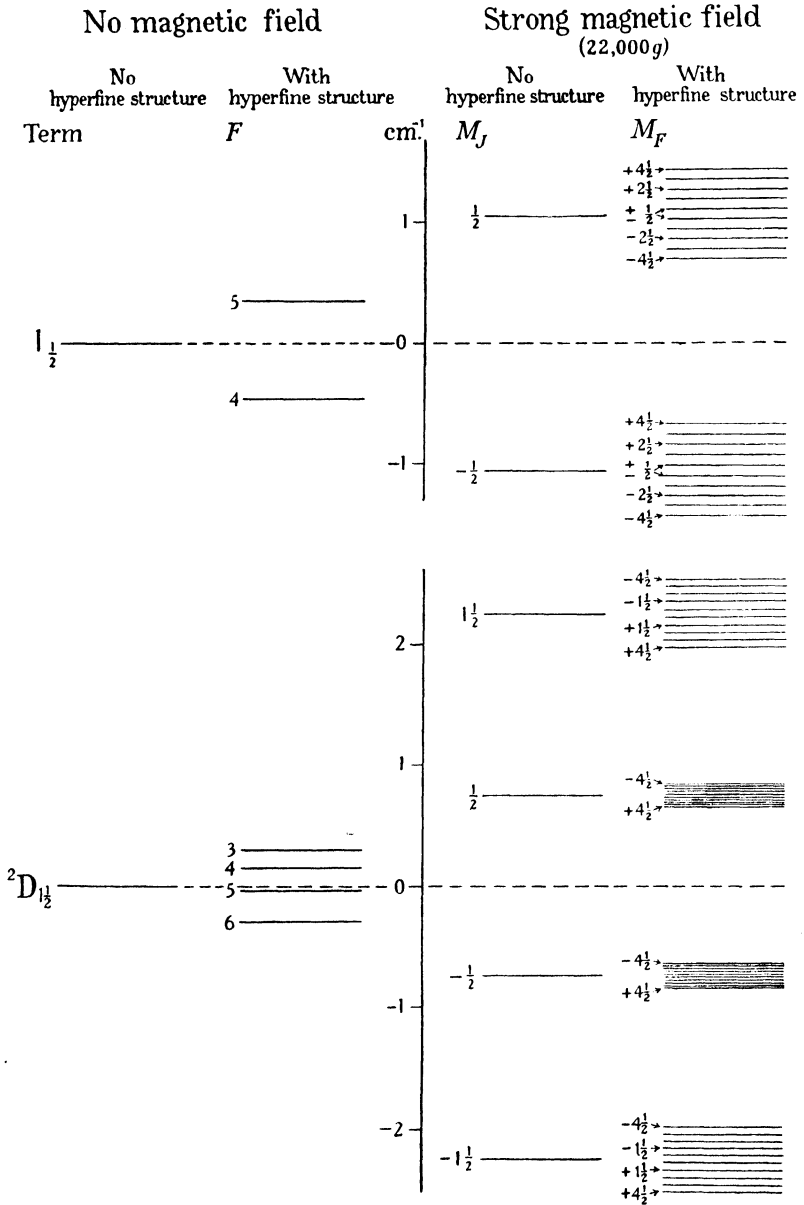 No magnetic field
Strong magnetic field
(22,000g)
No
hyperfine structure
With
hyperfine structure
No
hyperfine structure
With
hyperfine structure
Term
F
cm.⁻¹
M_J
M_F
1
0
-1
1 ½
5
4
½
-½
+4½
+2½
+ ½
-
-2½
-4½
+4½
+2½
+ ½
-
-2½
-4½
2
1
0
-1
-2
²D1½
3
4
5
6
1½
½
-½
-1½
-4½
-1½
+1½
+4½
-4½
+4½
-4½
+4½
-4½
-1½
+1½
+4½